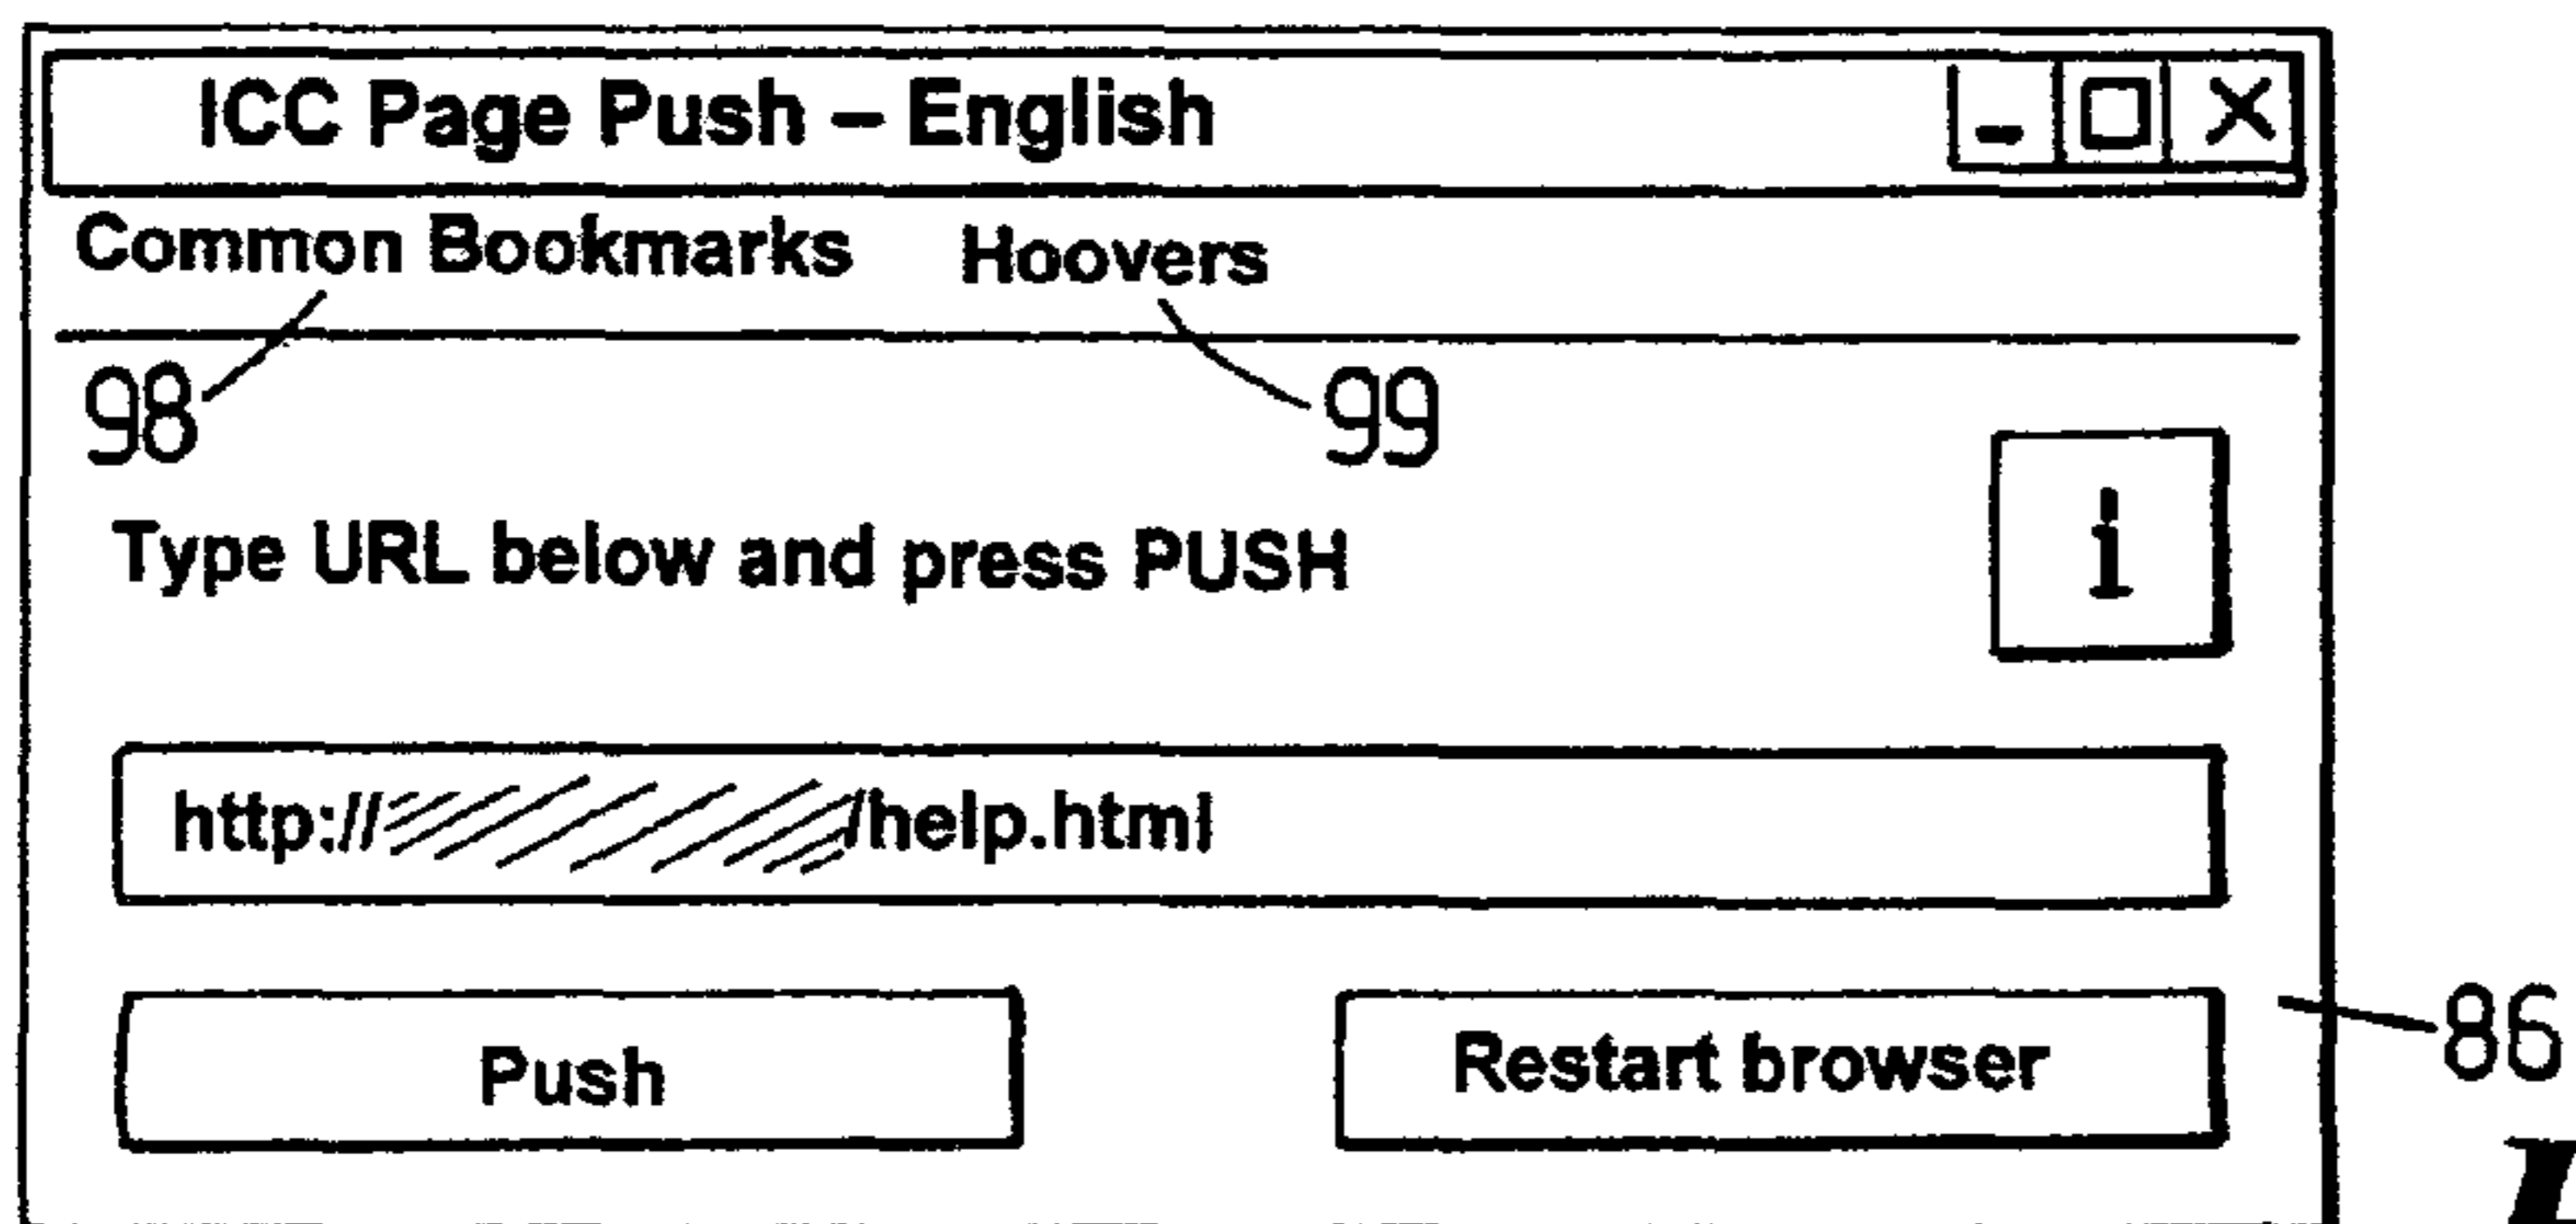 ICC Page Push – English
Common Bookmarks Hoovers
98 99
Type URL below and press PUSH
i
http:// /help.html
Push Restart browser
86